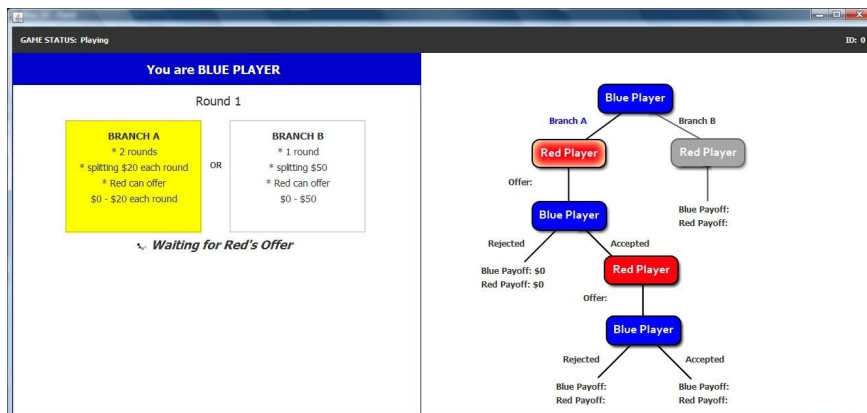 GAME STATUS: Playing
ID: 0
You are BLUE PLAYER
Round 1
BRANCH A
* 2 rounds
* splitting $20 each round
* Red can offer
$0 - $20 each round
OR
BRANCH B
* 1 round
* splitting $50
* Red can offer
$0 - $50
Waiting for Red's Offer
Blue Player
Branch A
Branch B
Red Player
Red Player
Offer:
Blue Payoff:
Red Payoff:
Blue Player
Rejected
Accepted
Blue Payoff: $0
Red Payoff: $0
Red Player
Offer:
Blue Player
Rejected
Accepted
Blue Payoff:
Red Payoff:
Blue Payoff:
Red Payoff: